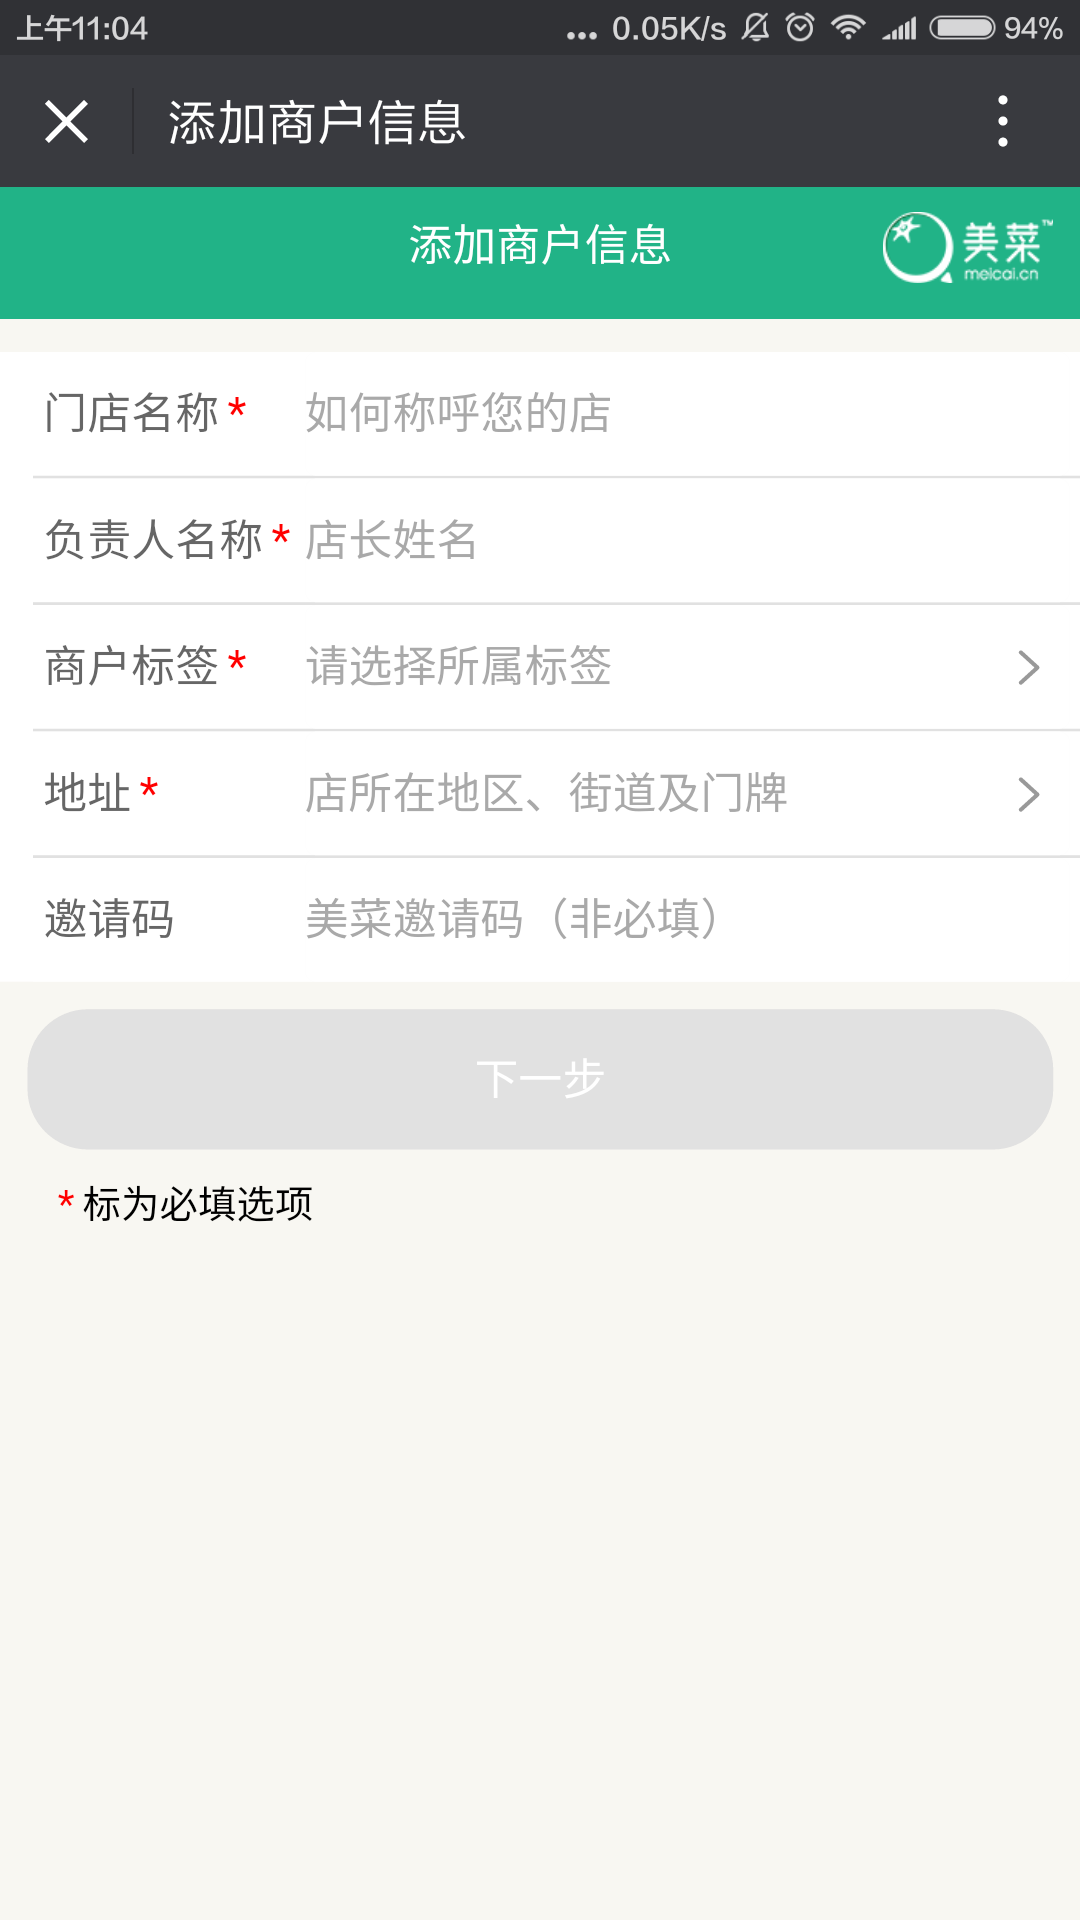 上午11:04 ... 0.05K/s 94%
添加商户信息
添加商户信息 美菜™
meicai.cn
门店名称* 如何称呼您的店
负责人名称* 店长姓名
商户标签* 请选择所属标签
地址* 店所在地区、街道及门牌
邀请码 美菜邀请码（非必填）
下一步
*标为必填选项